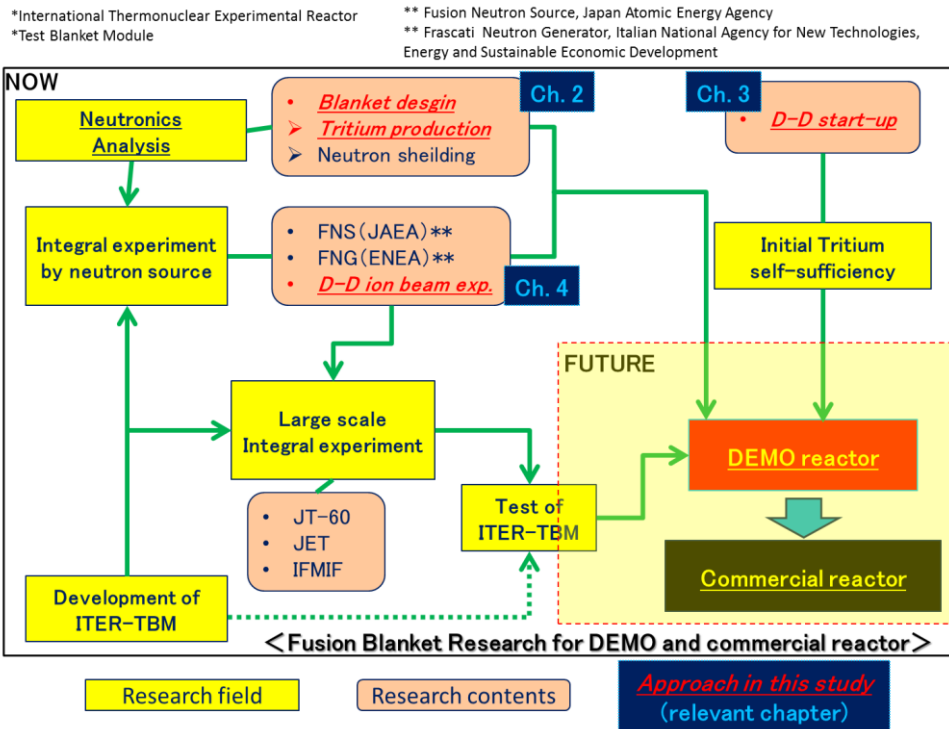 *International Thermonuclear Experimental Reactor
*Test Blanket Module
** Fusion Neutron Source, Japan Atomic Energy Agency
** Frascati Neutron Generator, Italian National Agency for New Technologies,
Energy and Sustainable Economic Development
NOW
Neutronics
Analysis
• Blanket desgin
➢ Tritium production
➢ Neutron sheilding
Ch. 2
Ch. 3
• D-D start-up
Integral experiment
by neutron source
• FNS(JAEA)**
• FNG(ENEA)**
• D-D ion beam exp.
Ch. 4
Initial Tritium
self-sufficiency
FUTURE
Large scale
Integral experiment
DEMO reactor
• JT-60
• JET
• IFMIF
Test of
ITER-TBM
Commercial reactor
Development of
ITER-TBM
<Fusion Blanket Research for DEMO and commercial reactor>
Research field
Research contents
Approach in this study
(relevant chapter)